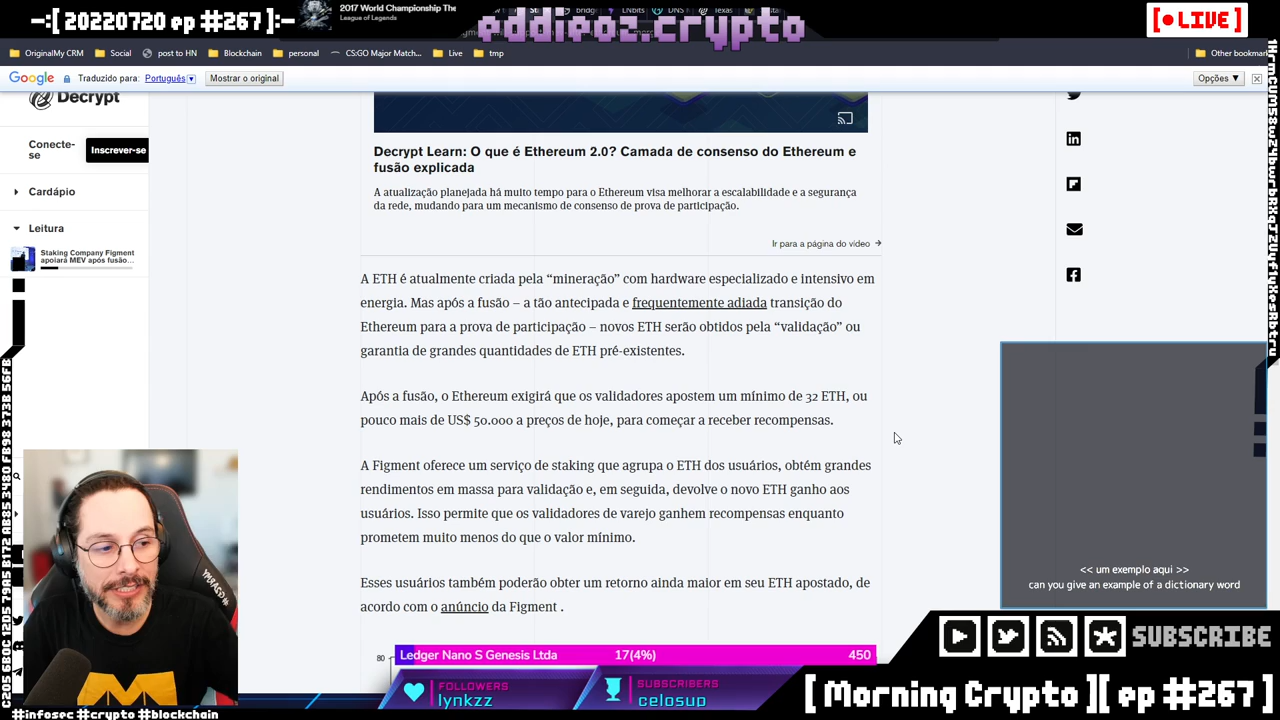 -:[ 20220720 ep #267 ]:-
2017 World Championship The
League of Legends
eddieoz.crypto
[●LIVE]
OriginalMy CRM
Social
post to HN
Blockchain
personal
CS:GO Major Match...
Live
tmp
Other bookmark
Google
Traduzido para: Português
Mostrar o original
Opções ▼
Decrypt
Conecte-
se
Inscrever-se
Cardápio
Leitura
Staking Company Figment
apoiará MEV após fusão...
Decrypt Learn: O que é Ethereum 2.0? Camada de consenso do Ethereum e
fusão explicada
A atualização planejada há muito tempo para o Ethereum visa melhorar a escalabilidade e a segurança
da rede, mudando para um mecanismo de consenso de prova de participação.
Ir para a página do vídeo →
A ETH é atualmente criada pela “mineração” com hardware especializado e intensivo em
energia. Mas após a fusão – a tão antecipada e frequentemente adiada transição do
Ethereum para a prova de participação – novos ETH serão obtidos pela “validação” ou
garantia de grandes quantidades de ETH pré-existentes.
Após a fusão, o Ethereum exigirá que os validadores apostem um mínimo de 32 ETH, ou
pouco mais de US$ 50.000 a preços de hoje, para começar a receber recompensas.
A Figment oferece um serviço de staking que agrupa o ETH dos usuários, obtém grandes
rendimentos em massa para validação e, em seguida, devolve o novo ETH ganho aos
usuários. Isso permite que os validadores de varejo ganhem recompensas enquanto
prometem muito menos do que o valor mínimo.
Esses usuários também poderão obter um retorno ainda maior em seu ETH apostado, de
acordo com o anúncio da Figment .
80
<< um exemplo aqui >>
can you give an example of a dictionary word
Ledger Nano S Genesis Ltda
17(4%)
450
FOLLOWERS
lynkzz
SUBSCRIBERS
celosup
SUBSCRIBE
[ Morning Crypto ][ ep #267 ]
#infosec #crypto #blockchain